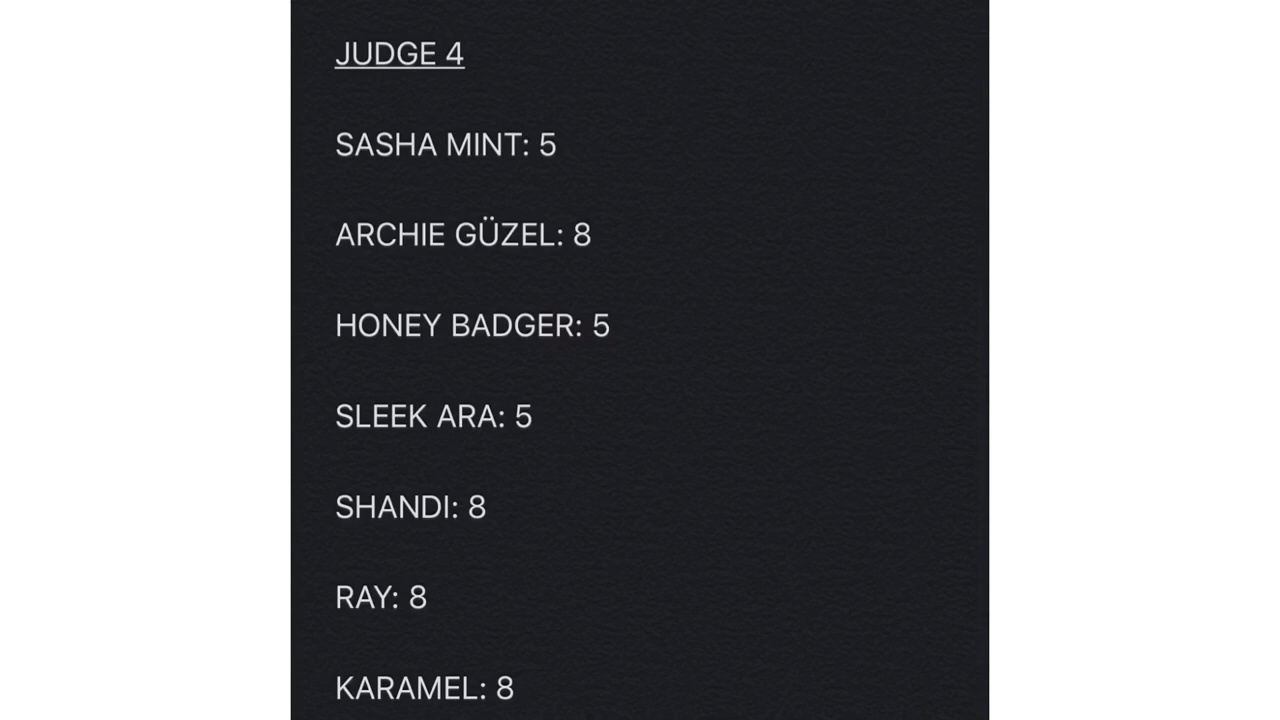 JUDGE 4
SASHA MINT: 5
ARCHIE GÜZEL: 8
HONEY BADGER: 5
SLEEK ARA: 5
SHANDI: 8
RAY: 8
KARAMEL: 8